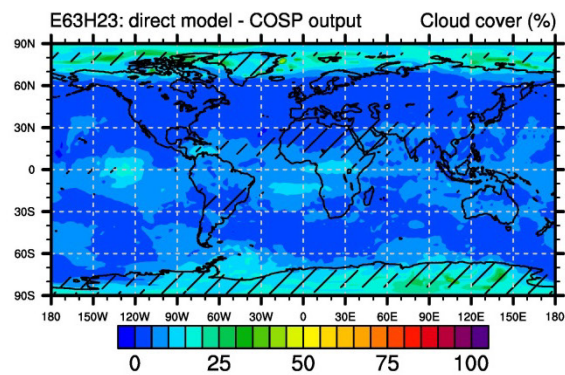 E63H23: direct model - COSP output Cloud cover (%)
90N
60N
30N
0
30S
60S
90S
180 150W 120W 90W 60W 30W 0 30E 60E 90E 120E 150E 180
0 25 50 75 100